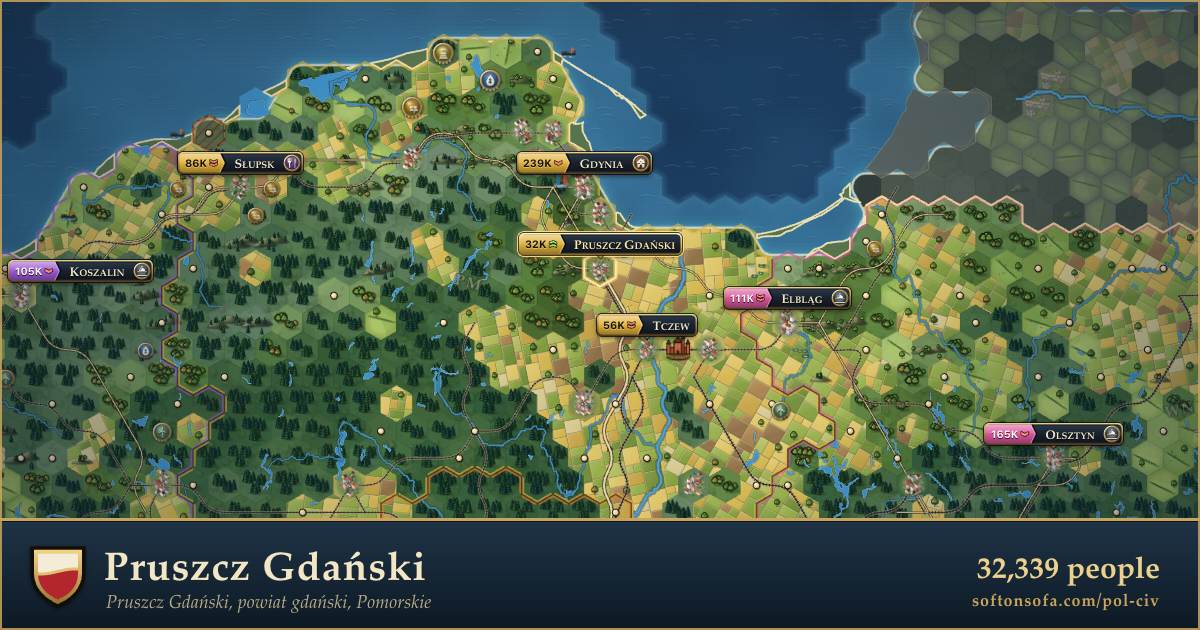 86K SŁUPSK
239K GDYNIA
32K PRUSZCZ GDAŃSKI
105K KOSZALIN
111K ELBLĄG
56K TCZEW
165K OLSZTYN
Pruszcz Gdański
Pruszcz Gdański, powiat gdański, Pomorskie
32,339 people
softonsofa.com/pol-civ